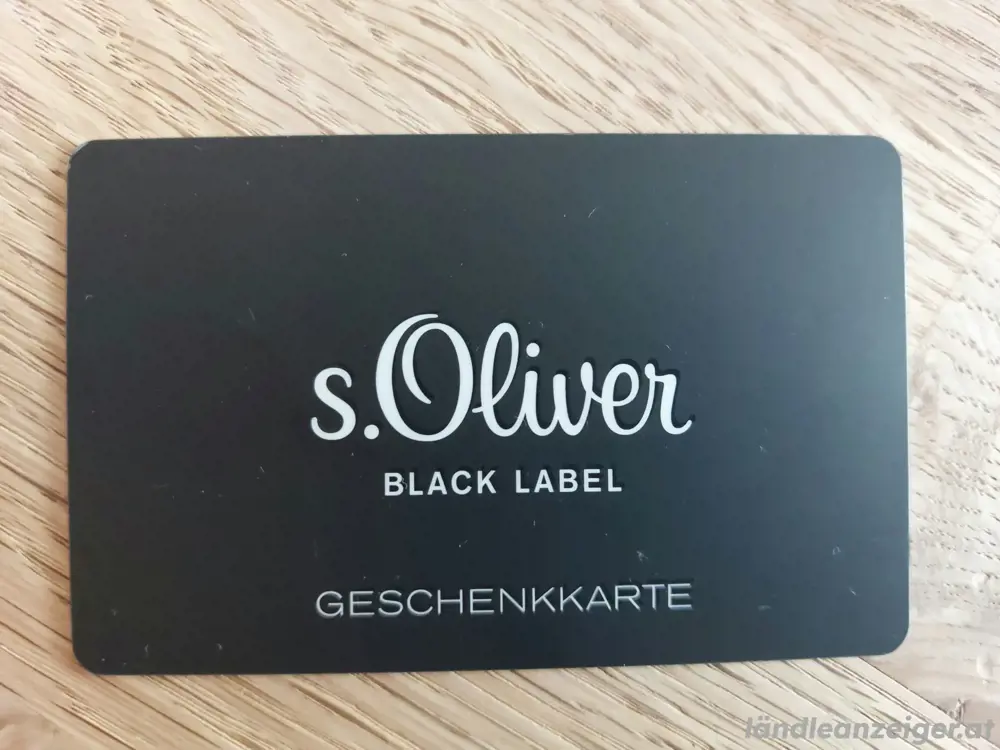 s.Oliver
BLACK LABEL
GESCHENKKARTE
ländleanzeiger.at